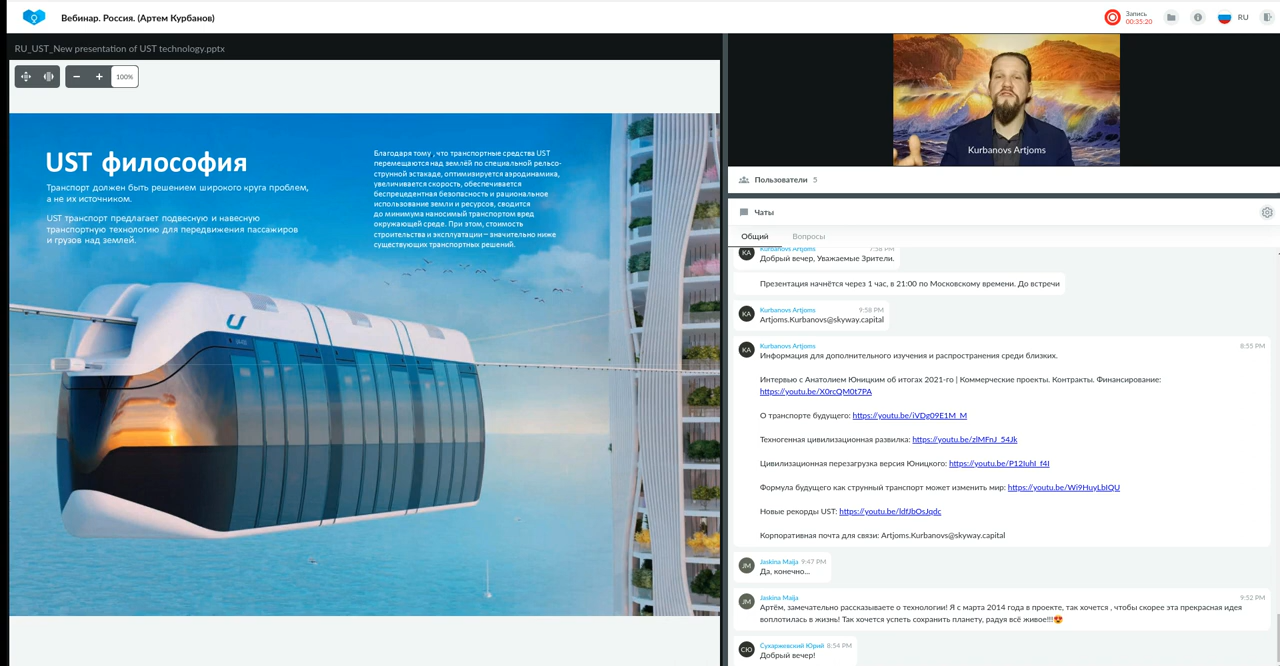 Вебинар. Россия. (Артем Курбанов)
Запись
00:35:20
RU
RU_UST_New presentation of UST technology.pptx
100%
UST философия
Транспорт должен быть решением широкого круга проблем,
а не их источником.
UST транспорт предлагает подвесную и навесную
транспортную технологию для передвижения пассажиров
и грузов над землей.
Благодаря тому , что транспортные средства UST
перемещаются над землёй по специальной рельсо-
струнной эстакаде, оптимизируется аэродинамика,
увеличивается скорость, обеспечивается
беспрецедентная безопасность и рациональное
использование земли и ресурсов, сводится
до минимума наносимый транспортом вред
окружающей среде. При этом, стоимость
строительства и эксплуатации – значительно ниже
существующих транспортных решений.
Kurbanovs Artjoms
Пользователи 5
Чаты
Общий Вопросы
KA Kurbanovs Artjoms 7:58 PM
Добрый вечер, Уважаемые Зрители.
Презентация начнётся через 1 час, в 21:00 по Московскому времени. До встречи
KA Kurbanovs Artjoms 9:58 PM
Artjoms.Kurbanovs@skyway.capital
KA Kurbanovs Artjoms 8:55 PM
Информация для дополнительного изучения и распространения среди близких.
Интервью с Анатолием Юницким об итогах 2021-го | Коммерческие проекты. Контракты. Финансирование:
https://youtu.be/X0rcQM0t7PA
О транспорте будущего: https://youtu.be/iVDg09E1M_M
Техногенная цивилизационная развилка: https://youtu.be/zlMFnJ_54Jk
Цивилизационная перезагрузка версия Юницкого: https://youtu.be/P12IuhI_f4I
Формула будущего как струнный транспорт может изменить мир: https://youtu.be/Wi9HuyLbIQU
Новые рекорды UST: https://youtu.be/ldfJbOsJqdc
Корпоративная почта для связи: Artjoms.Kurbanovs@skyway.capital
JM Jaskina Maija 9:47 PM
Да, конечно...
JM Jaskina Maija 9:52 PM
Артём, замечательно рассказываете о технологии! Я с марта 2014 года в проекте, так хочется , чтобы скорее эта прекрасная идея
воплотилась в жизнь! Так хочется успеть сохранить планету, радуя всё живое!!!😍
СЮ Сухаржевский Юрий 8:54 PM
Добрый вечер!